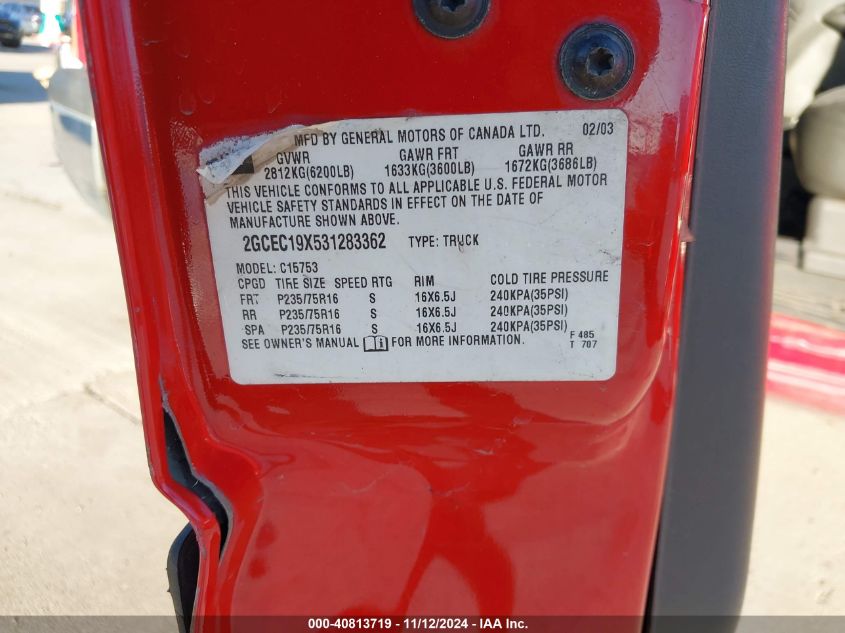 MFD BY GENERAL MOTORS OF CANADA LTD. 02/03
GVWR GAWR FRT GAWR RR
2812KG(6200LB) 1633KG(3600LB) 1672KG(3686LB)
THIS VEHICLE CONFORMS TO ALL APPLICABLE U.S. FEDERAL MOTOR
VEHICLE SAFETY STANDARDS IN EFFECT ON THE DATE OF
MANUFACTURE SHOWN ABOVE.
2GCEC19X531283362 TYPE: TRUCK
MODEL: C15753
CPGD TIRE SIZE SPEED RTG RIM COLD TIRE PRESSURE
FRT P235/75R16 S 16X6.5J 240KPA(35PSI)
RR P235/75R16 S 16X6.5J 240KPA(35PSI)
SPA P235/75R16 S 16X6.5J 240KPA(35PSI)
SEE OWNER'S MANUAL FOR MORE INFORMATION.
F 485
T 707
000-40813719 - 11/12/2024 - IAA Inc.